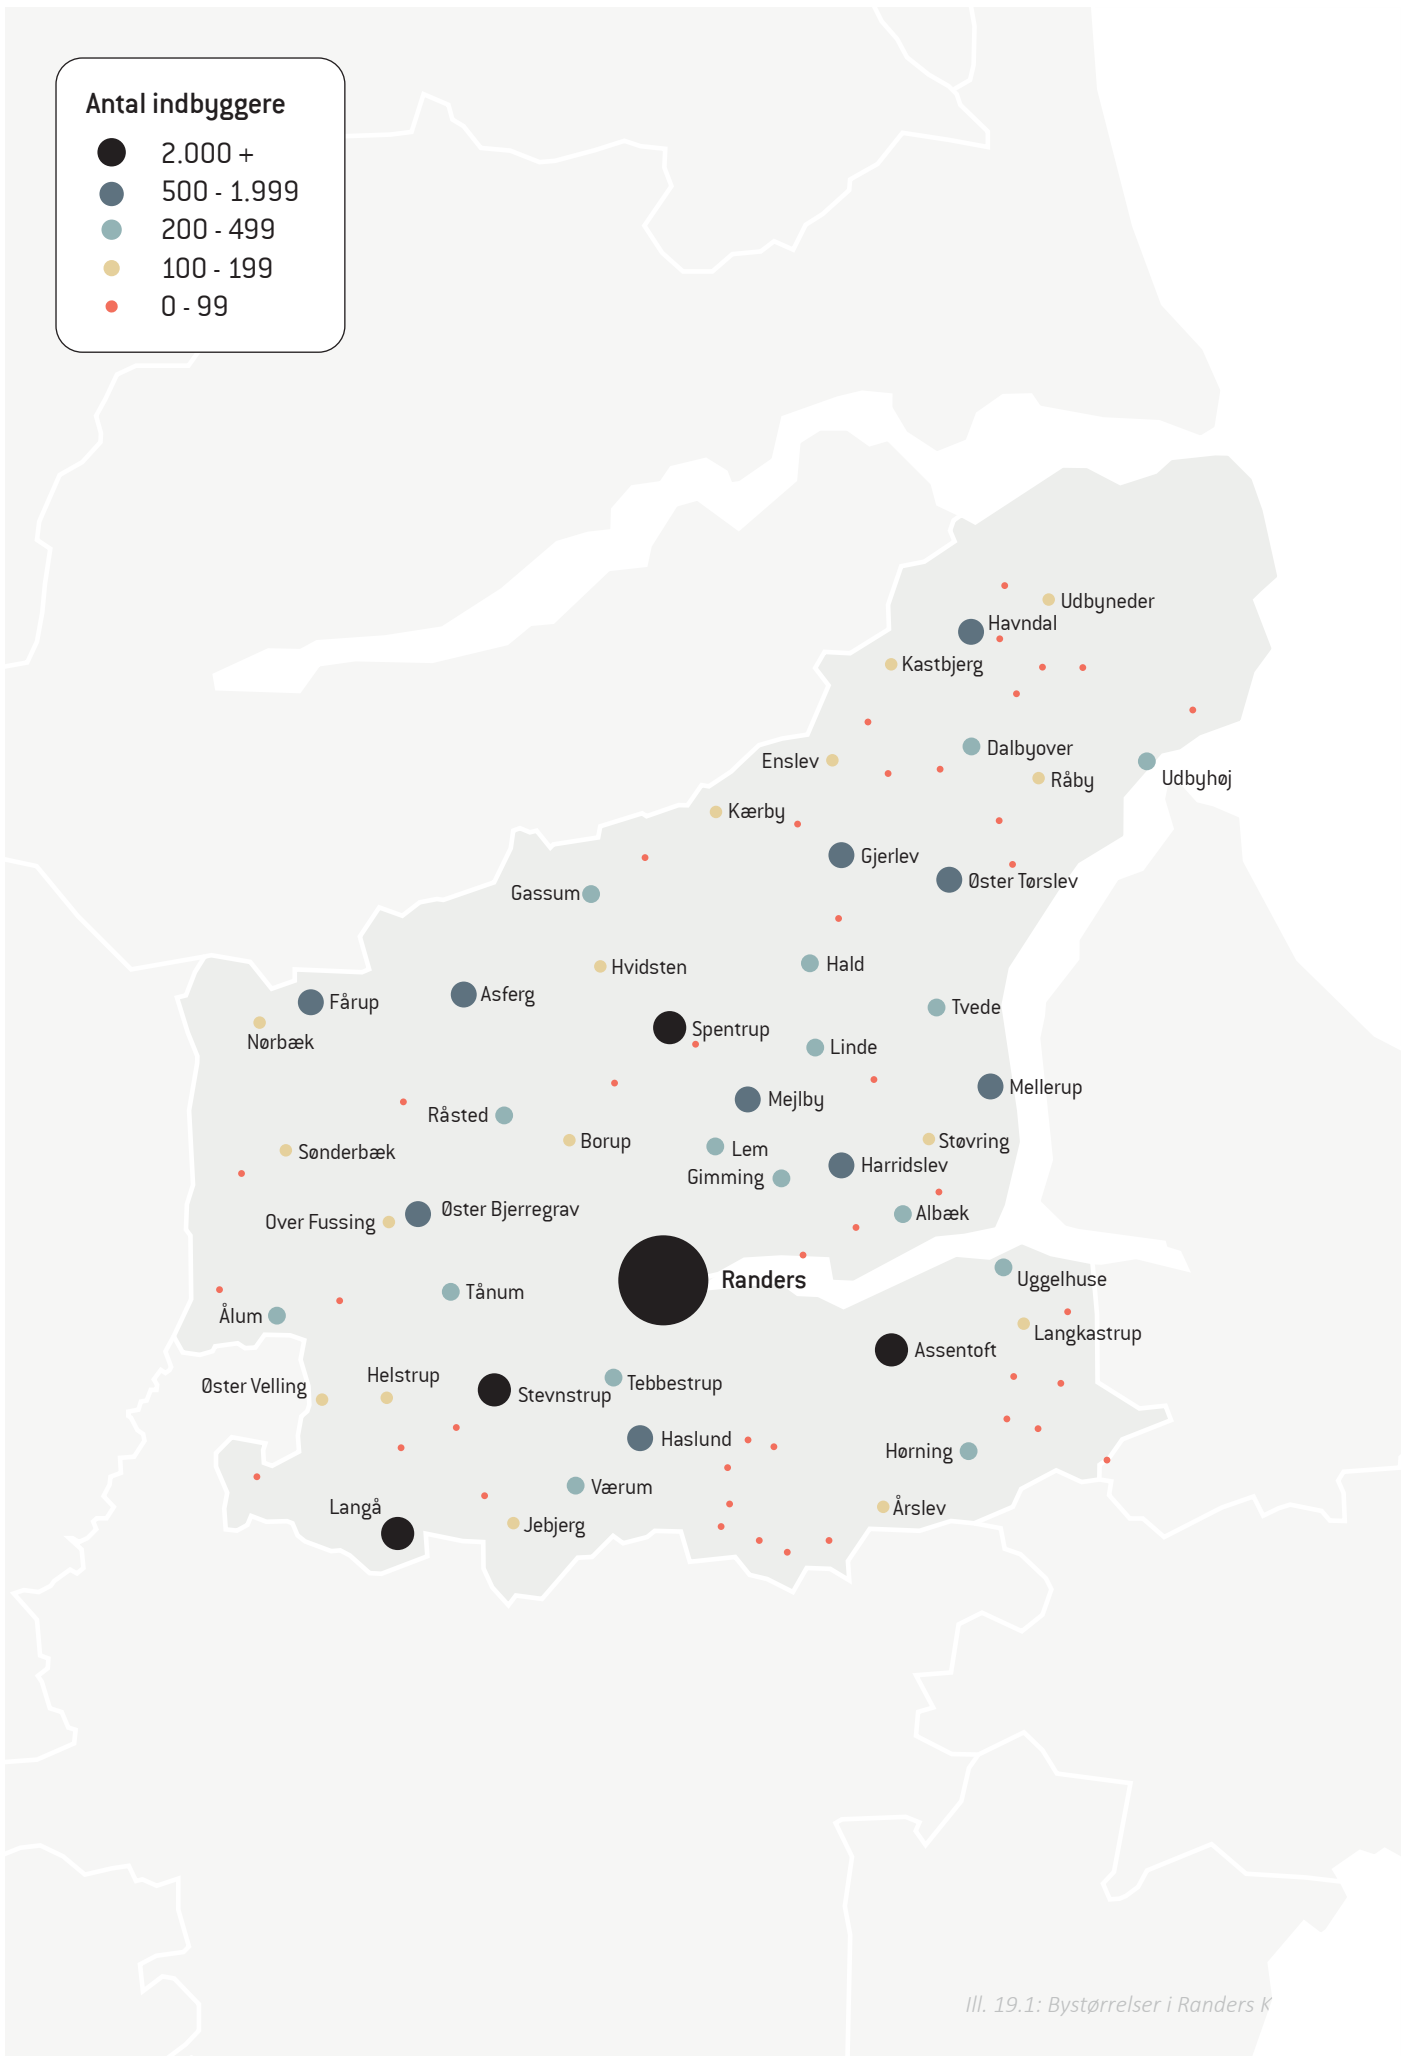 Antal indbyggere
2.000 +
500 - 1.999
200 - 499
100 - 199
0 - 99
Udbyneder
Havndal
Kastbjerg
Dalbyover
Enslev
Råby
Udbyhøj
Kærby
Gjerlev
Øster Tørslev
Gassum
Hvidsten
Hald
Asferg
Fårup
Tvede
Spentrup
Nørbæk
Linde
Mellerup
Mejlby
Råsted
Borup
Støvring
Lem
Sønderbæk
Harridslev
Gimming
Øster Bjerregrav
Albæk
Over Fussing
Uggelhuse
Randers
Tånum
Ålum
Langkastrup
Assentoft
Helstrup
Tebbestrup
Øster Velling
Stevnstrup
Haslund
Hørning
Værum
Langå
Årslev
Jebjerg
Ill. 19.1: Bystørrelser i Randers K